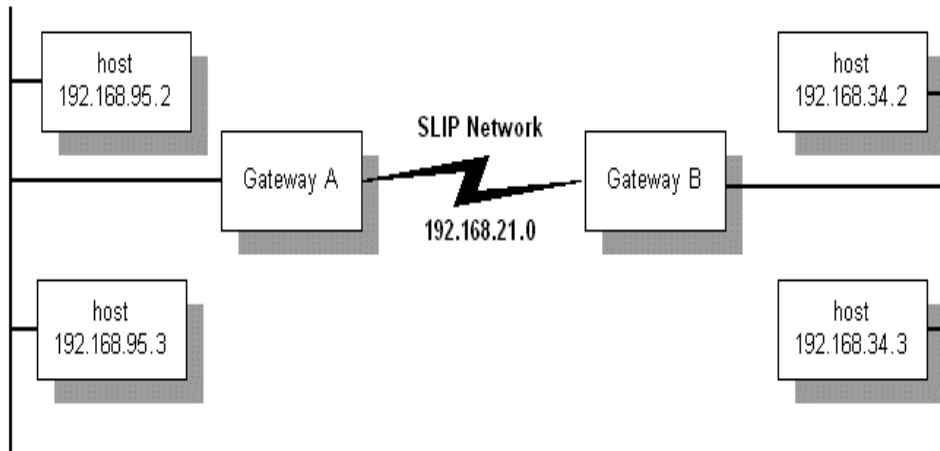 host
192.168.95.2
host
192.168.34.2
SLIP Network
Gateway A
Gateway B
192.168.21.0
host
192.168.95.3
host
192.168.34.3